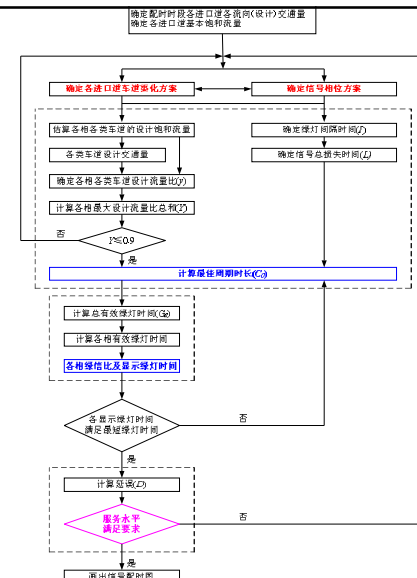 确定配时时段各进口道各流向(设计)交通量
确定各进口道基本饱和流量
确定各进口道车道渠化方案
确定信号相位方案
估算各相各类车道的设计饱和流量
确定绿灯间隔时间(I)
各类车道设计交通量
确定信号总损失时间(L)
确定各相各类车道设计流量比(y)
计算各相最大设计流量比总和(Y)
否
Y≤0.9
是
计算最佳周期时长(C₀)
计算总有效绿灯时间(Ge)
计算各相有效绿灯时间
各相绿信比及显示绿灯时间
各显示绿灯时间
满足最短绿灯时间
否
是
计算延误(D)
服务水平
满足要求
否
是
画出信号配时图